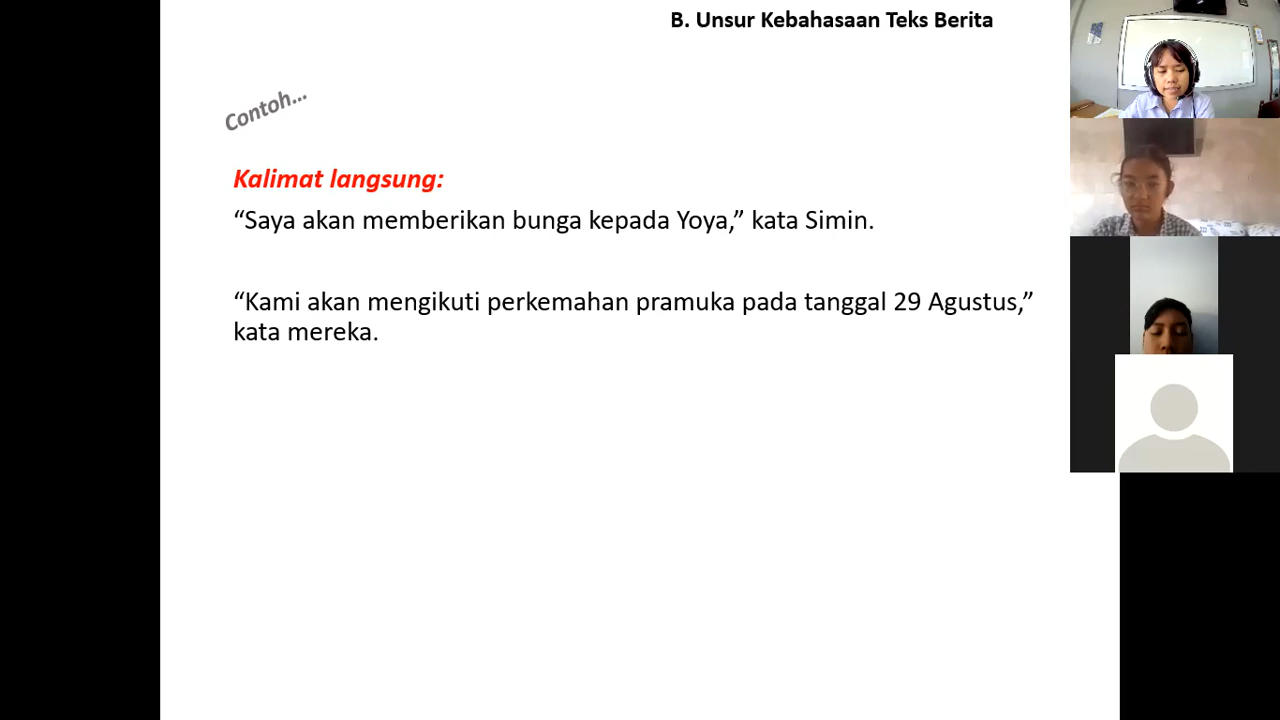 B. Unsur Kebahasaan Teks Berita
Contoh...
Kalimat langsung:
“Saya akan memberikan bunga kepada Yoya,” kata Simin.
“Kami akan mengikuti perkemahan pramuka pada tanggal 29 Agustus,”
kata mereka.